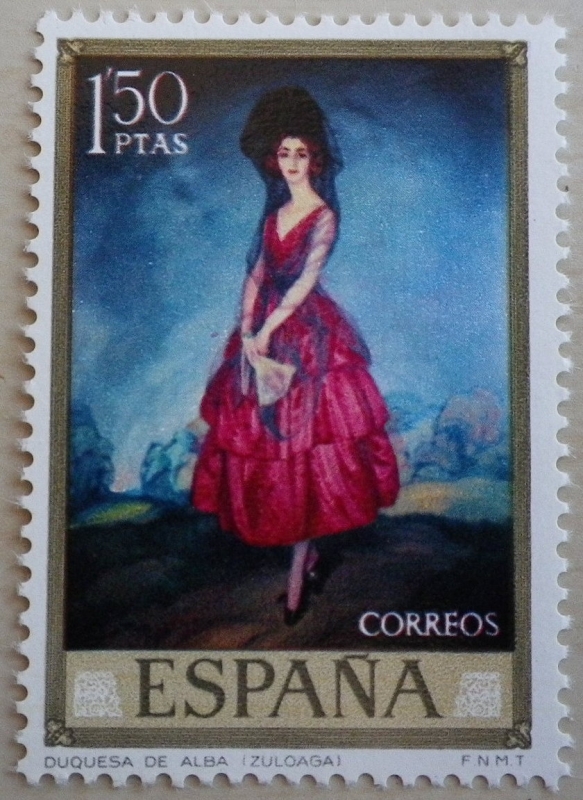 1'50
PTAS
CORREOS
ESPAÑA
DUQUESA DE ALBA (ZULOAGA) F.N.M.T